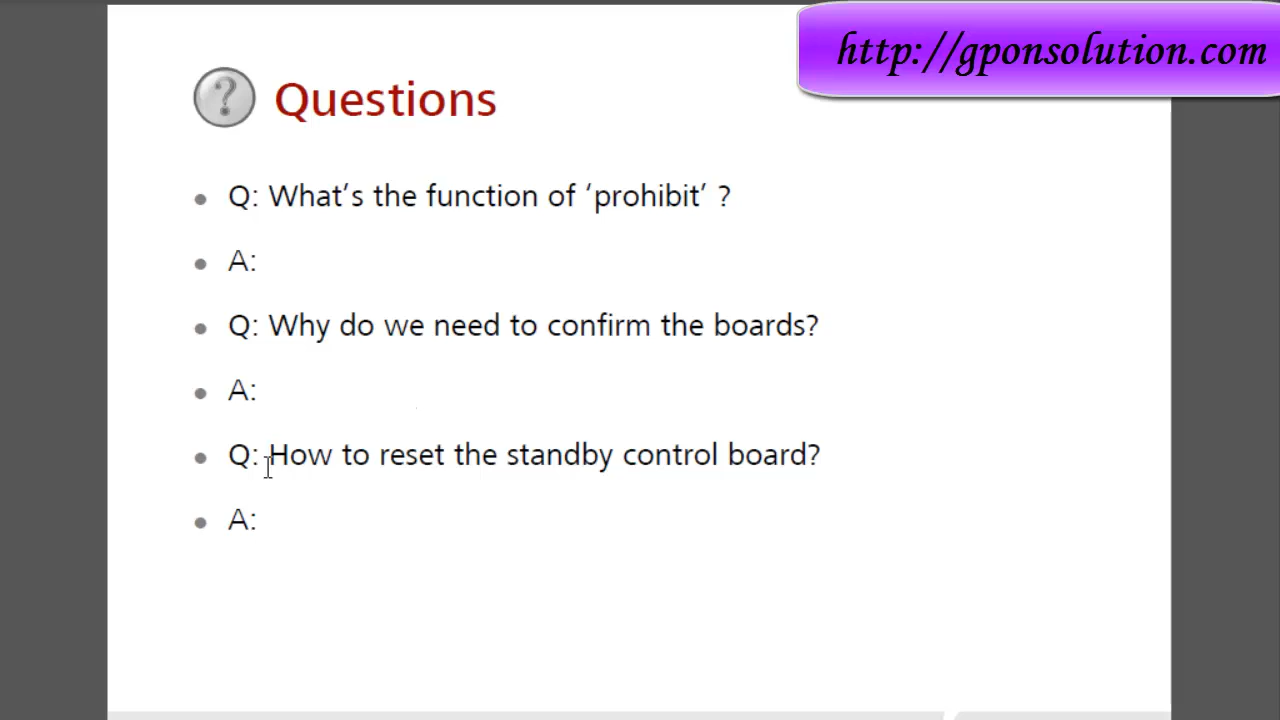 http://gponsolution.com
? Questions
• Q: What's the function of ‘prohibit’ ?
• A:
• Q: Why do we need to confirm the boards?
• A:
• Q: How to reset the standby control board?
• A: